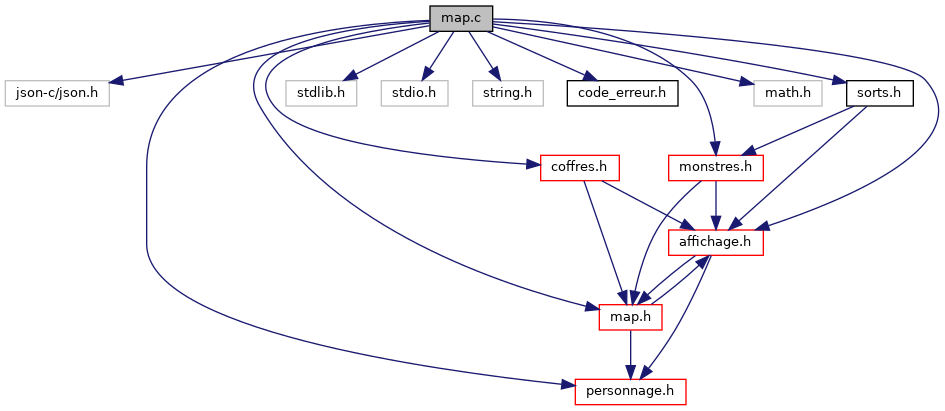 map.c
json-c/json.h
stdlib.h
stdio.h
string.h
code_erreur.h
math.h
sorts.h
coffres.h
monstres.h
affichage.h
map.h
personnage.h